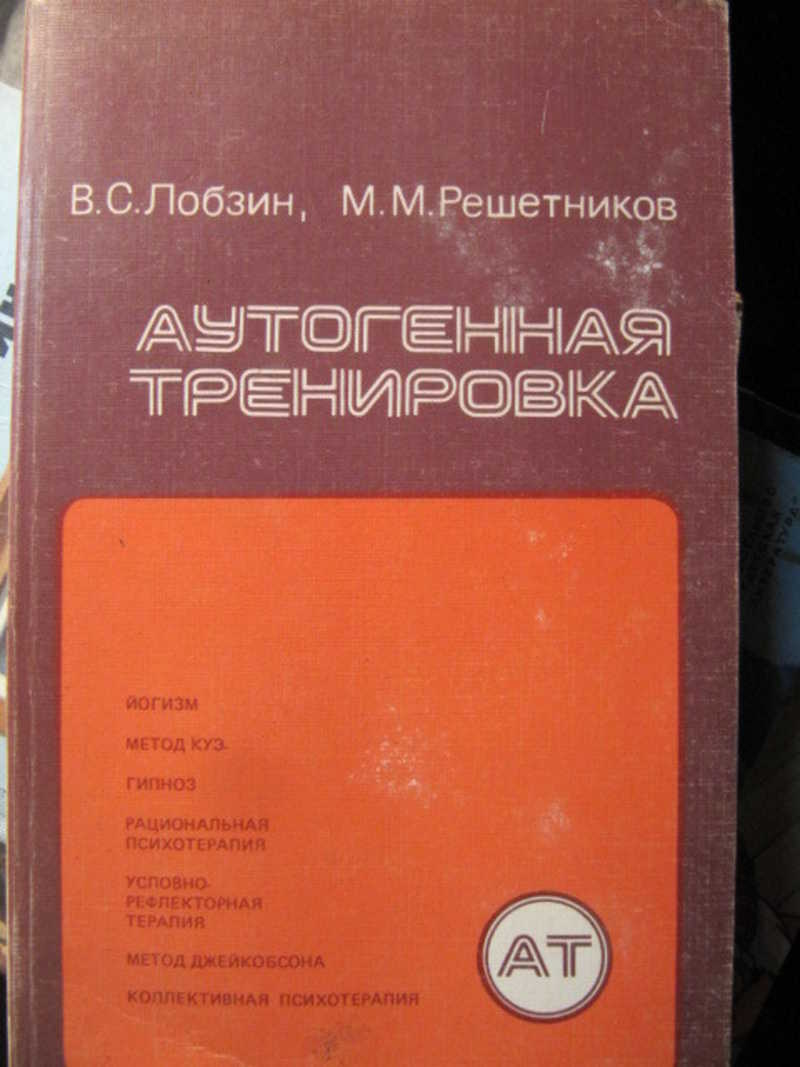 В.С.Лобзин, М.М.Решетников
АУТОГЕННАЯ
ТРЕНИРОВКА
ЙОГИЗМ
МЕТОД КУЭ
ГИПНОЗ
РАЦИОНАЛЬНАЯ
ПСИХОТЕРАПИЯ
УСЛОВНО-
РЕФЛЕКТОРНАЯ
ТЕРАПИЯ
МЕТОД ДЖЕЙКОБСОНА
КОЛЛЕКТИВНАЯ ПСИХОТЕРАПИЯ
АТ